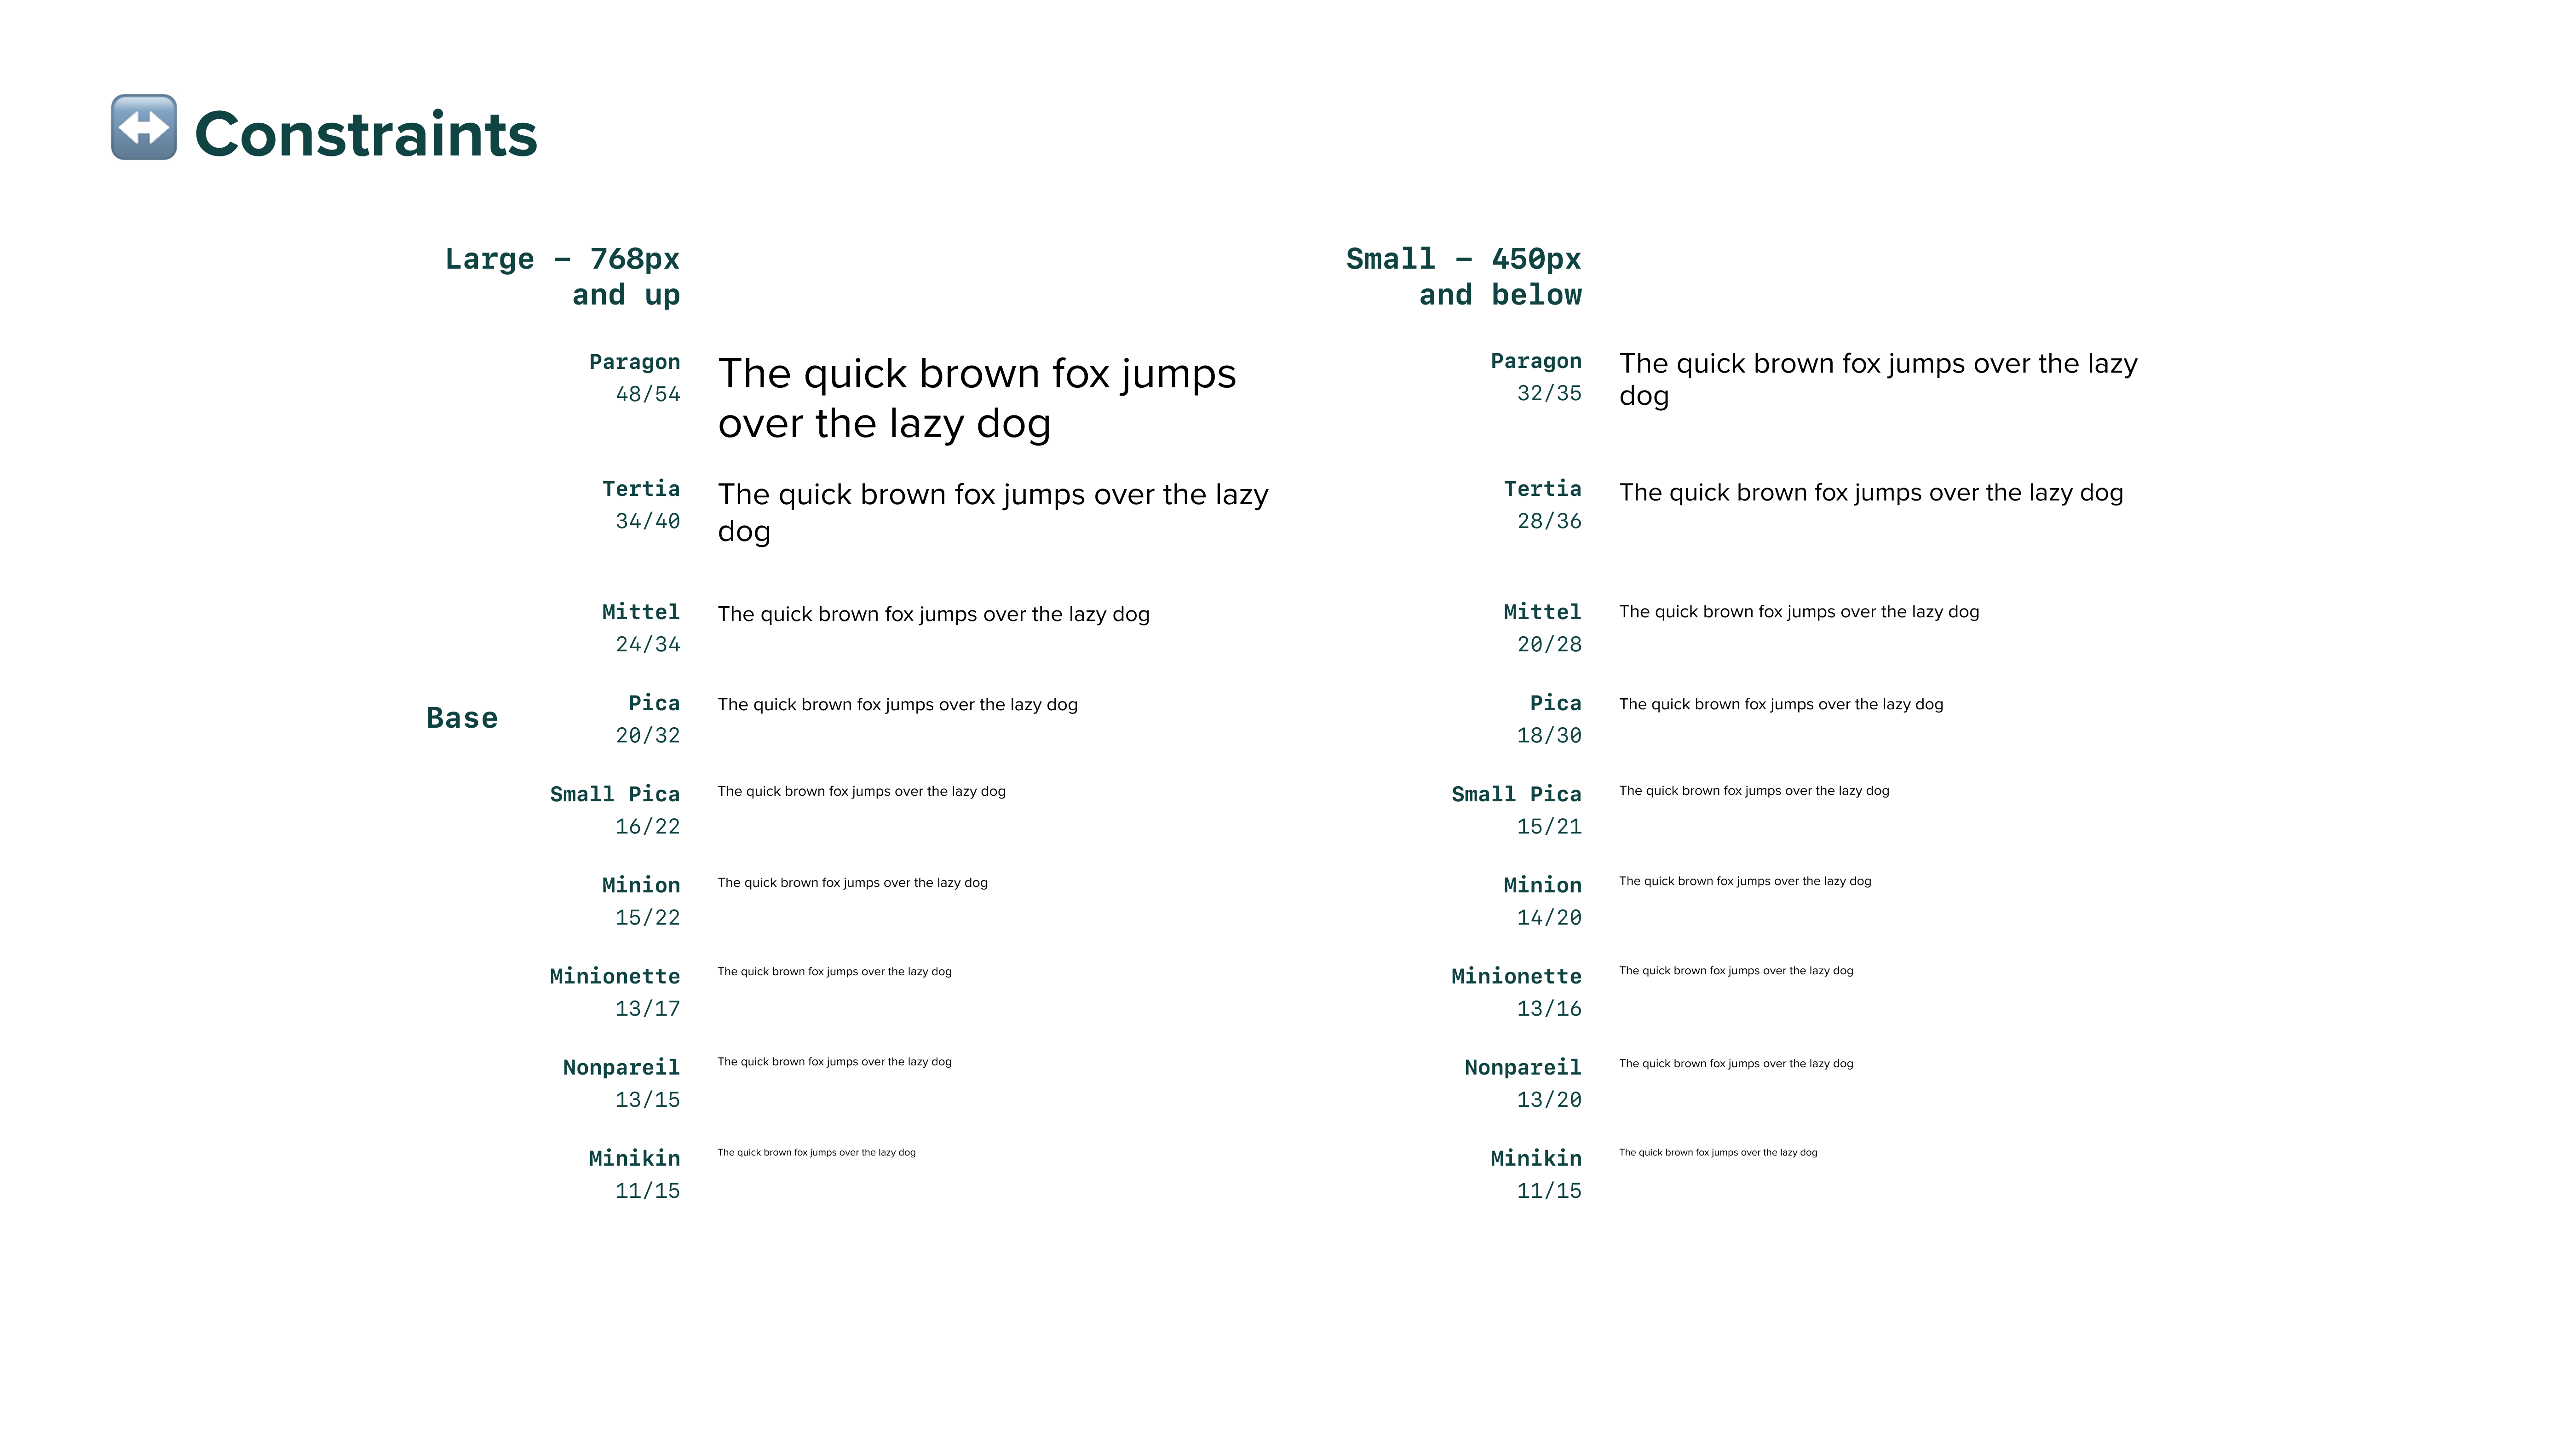 ↔️ Constraints
Large – 768px
and up
Paragon
48/54
The quick brown fox jumps
over the lazy dog
Tertia
34/40
The quick brown fox jumps over the lazy
dog
Mittel
24/34
The quick brown fox jumps over the lazy dog
Base
Pica
20/32
The quick brown fox jumps over the lazy dog
Small Pica
16/22
The quick brown fox jumps over the lazy dog
Minion
15/22
The quick brown fox jumps over the lazy dog
Minionette
13/17
The quick brown fox jumps over the lazy dog
Nonpareil
13/15
The quick brown fox jumps over the lazy dog
Minikin
11/15
The quick brown fox jumps over the lazy dog
Small – 450px
and below
Paragon
32/35
The quick brown fox jumps over the lazy
dog
Tertia
28/36
The quick brown fox jumps over the lazy dog
Mittel
20/28
The quick brown fox jumps over the lazy dog
Pica
18/30
The quick brown fox jumps over the lazy dog
Small Pica
15/21
The quick brown fox jumps over the lazy dog
Minion
14/20
The quick brown fox jumps over the lazy dog
Minionette
13/16
The quick brown fox jumps over the lazy dog
Nonpareil
13/20
The quick brown fox jumps over the lazy dog
Minikin
11/15
The quick brown fox jumps over the lazy dog